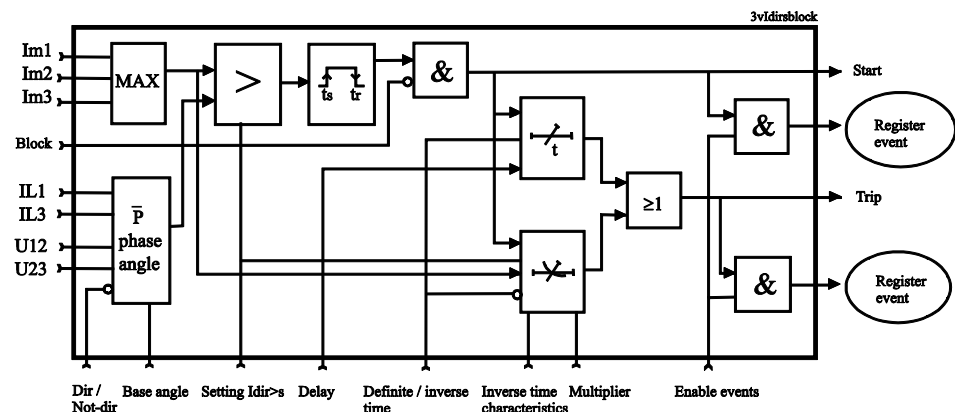 3vIdirsblock
Im1
Im2
Im3
MAX
>
ts tr
&
Start
&
Register
event
Block
t
IL1
IL3
U12
U23
P̅
phase
angle
≥1
Trip
&
Register
event
Dir /
Not-dir
Base angle
Setting Idir>s
Delay
Definite / inverse
time
Inverse time
characteristics
Multiplier
Enable events